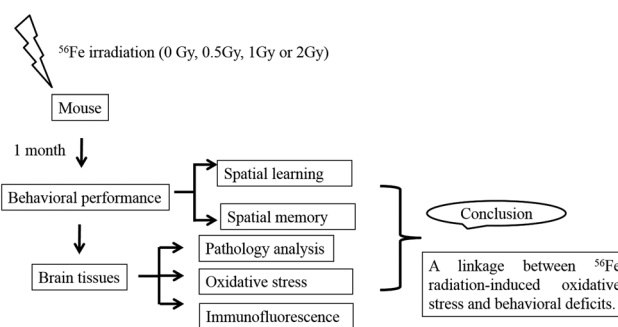 ⁵⁶Fe irradiation (0 Gy, 0.5Gy, 1Gy or 2Gy)
Mouse
1 month
Behavioral performance
Spatial learning
Spatial memory
Brain tissues
Pathology analysis
Oxidative stress
Immunofluorescence
Conclusion
A linkage between ⁵⁶Fe
radiation-induced oxidative
stress and behavioral deficits.